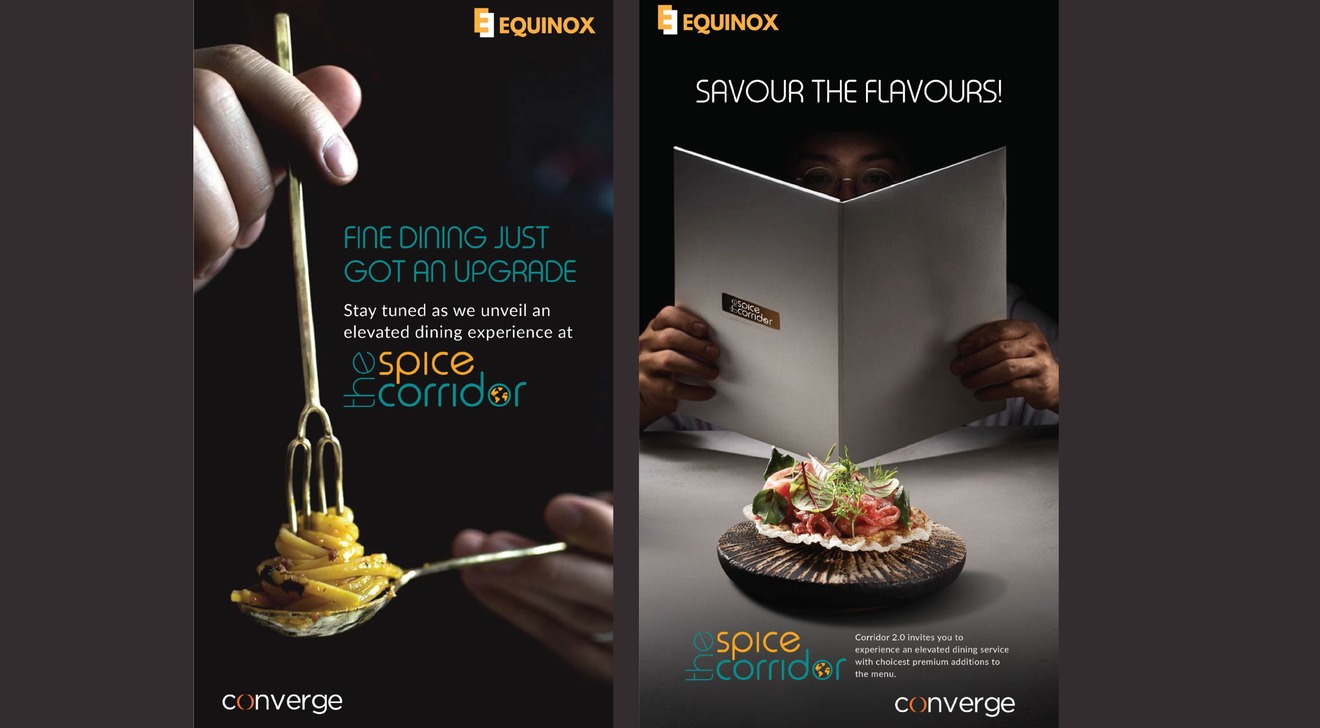 EQUINOX
FINE DINING JUST
GOT AN UPGRADE
Stay tuned as we unveil an
elevated dining experience at
the spice
corridor
converge
EQUINOX
SAVOUR THE FLAVOURS!
the spice
corridor
the spice
corridor
Corridor 2.0 invites you to
experience an elevated dining service
with choicest premium additions to
the menu.
converge